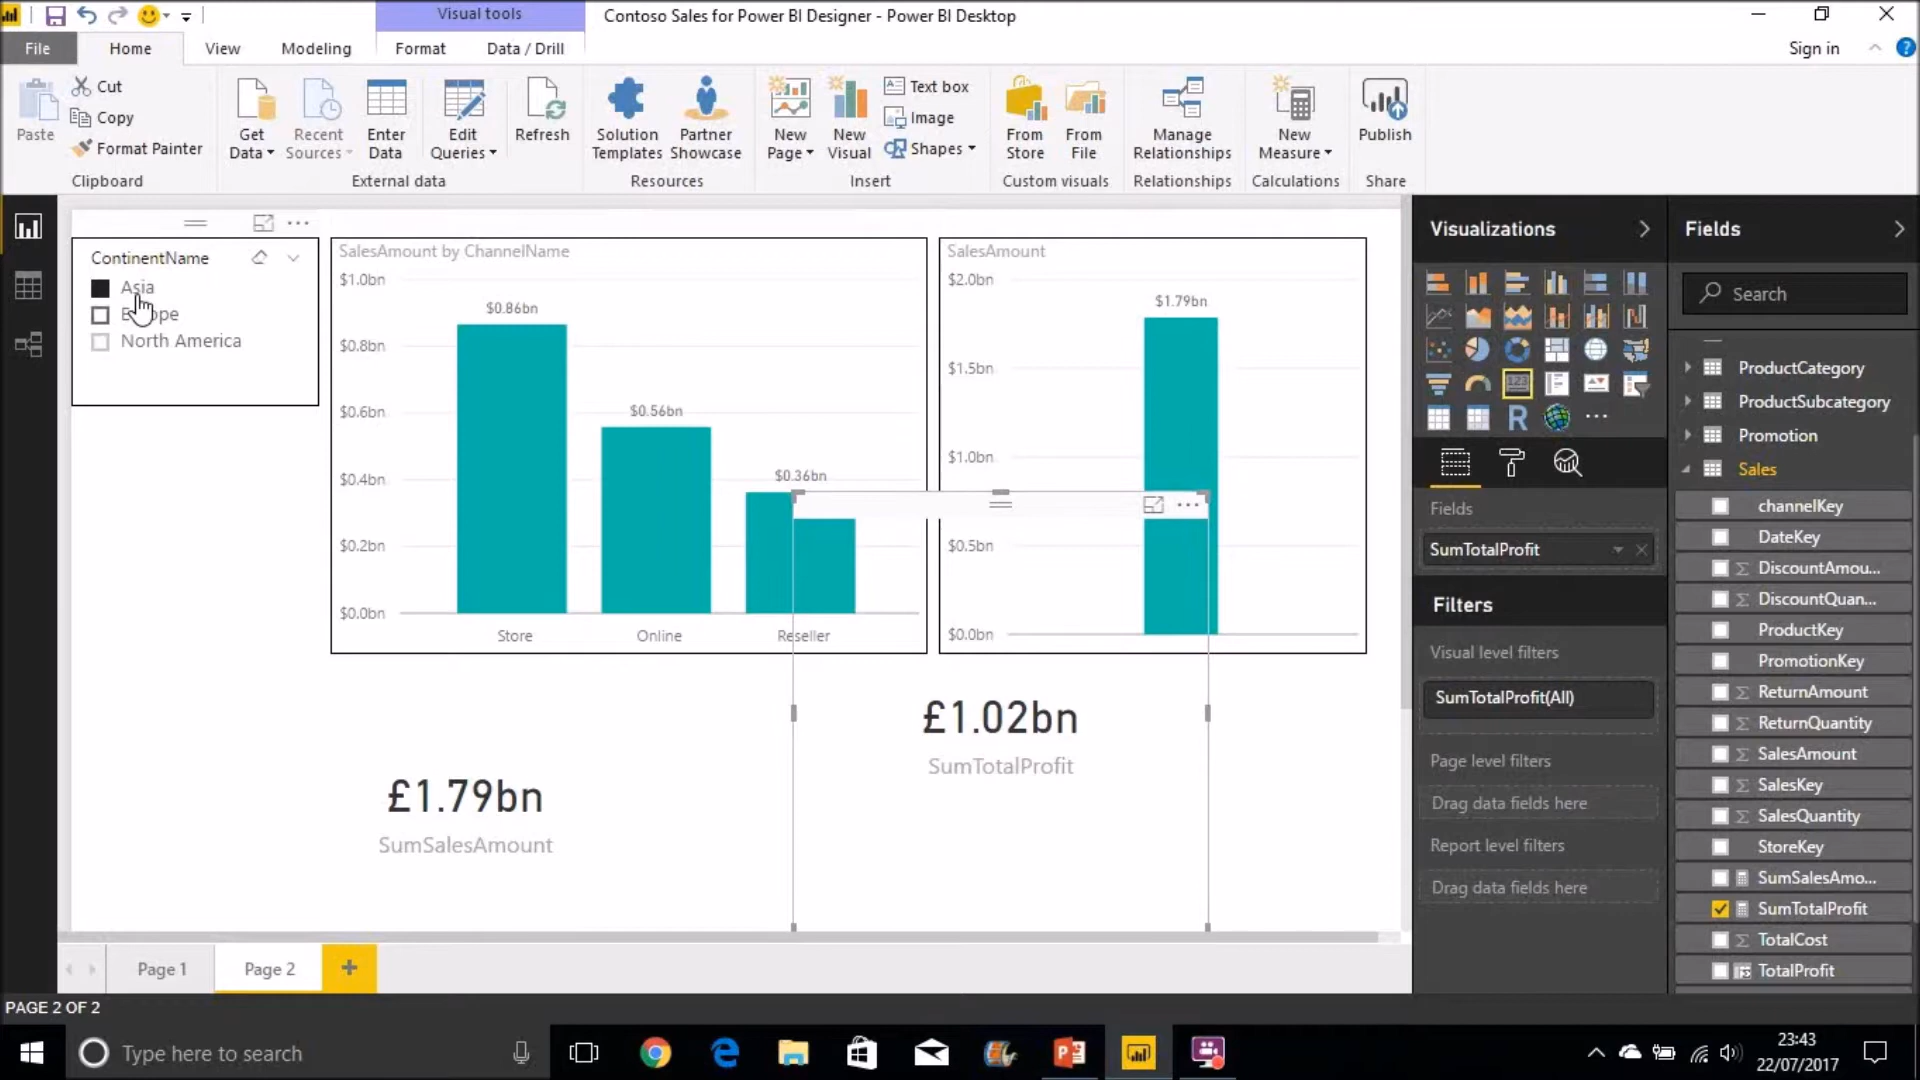 Visual tools
Contoso Sales for Power BI Designer - Power BI Desktop
File
Home
View
Modeling
Format
Data / Drill
Sign in
Paste
Cut
Copy
Format Painter
Clipboard
Get Data
Recent Sources
Enter Data
Edit Queries
Refresh
External data
Solution Templates
Partner Showcase
Resources
New Page
New Visual
Text box
Image
Shapes
Insert
From Store
From File
Custom visuals
Manage Relationships
Relationships
New Measure
Calculations
Publish
Share
ContinentName
Asia
North America
SalesAmount by ChannelName
$1.0bn
$0.8bn
$0.6bn
$0.4bn
$0.2bn
$0.0bn
$0.86bn
$0.56bn
$0.36bn
Store
Online
Reseller
SalesAmount
$2.0bn
$1.5bn
$1.0bn
$0.5bn
$0.0bn
$1.79bn
£1.02bn
SumTotalProfit
£1.79bn
SumSalesAmount
Visualizations
R
Fields
SumTotalProfit
Filters
Visual level filters
SumTotalProfit(All)
Page level filters
Drag data fields here
Report level filters
Drag data fields here
Fields
Search
ProductCategory
ProductSubcategory
Promotion
Sales
channelKey
DateKey
DiscountAmou...
DiscountQuan...
ProductKey
PromotionKey
ReturnAmount
ReturnQuantity
SalesAmount
SalesKey
SalesQuantity
StoreKey
SumSalesAmo...
SumTotalProfit
TotalCost
TotalProfit
Page 1
Page 2
PAGE 2 OF 2
Type here to search
23:43
22/07/2017